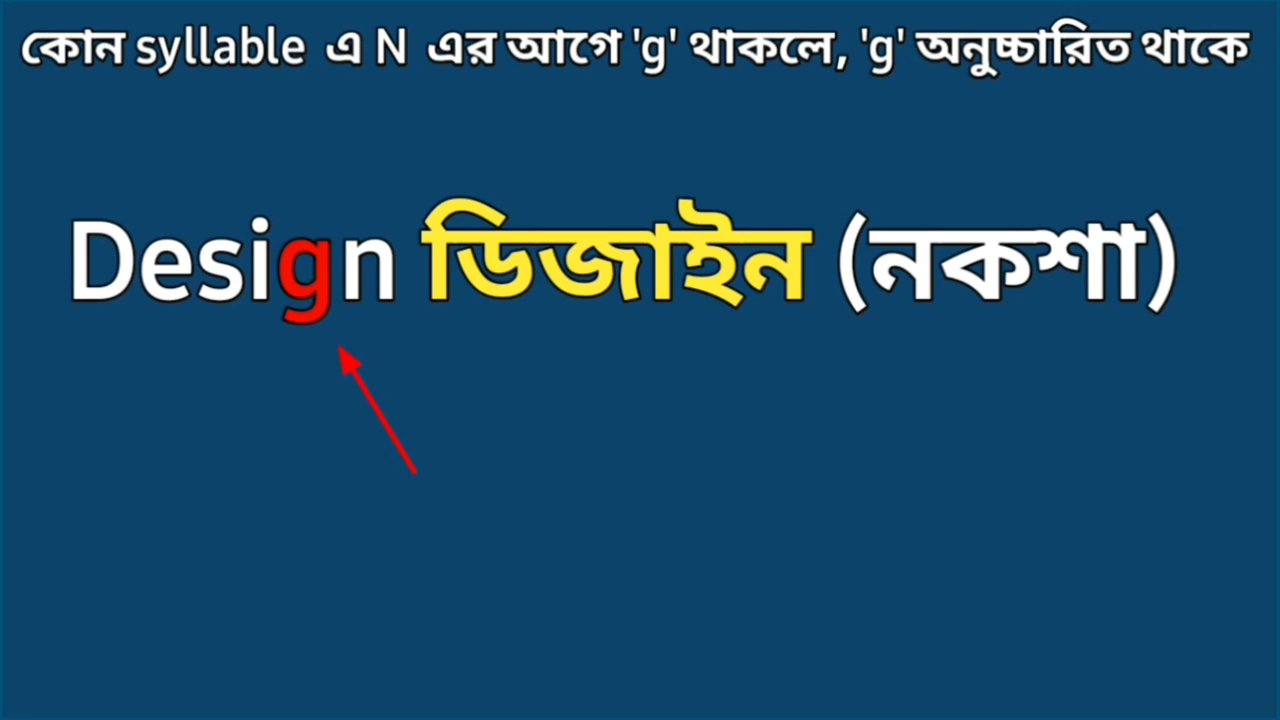 কোন syllable এ N এর আগে 'g' থাকলে, 'g' অনুচ্চারিত থাকে
Design ডিজাইন (নকশা)